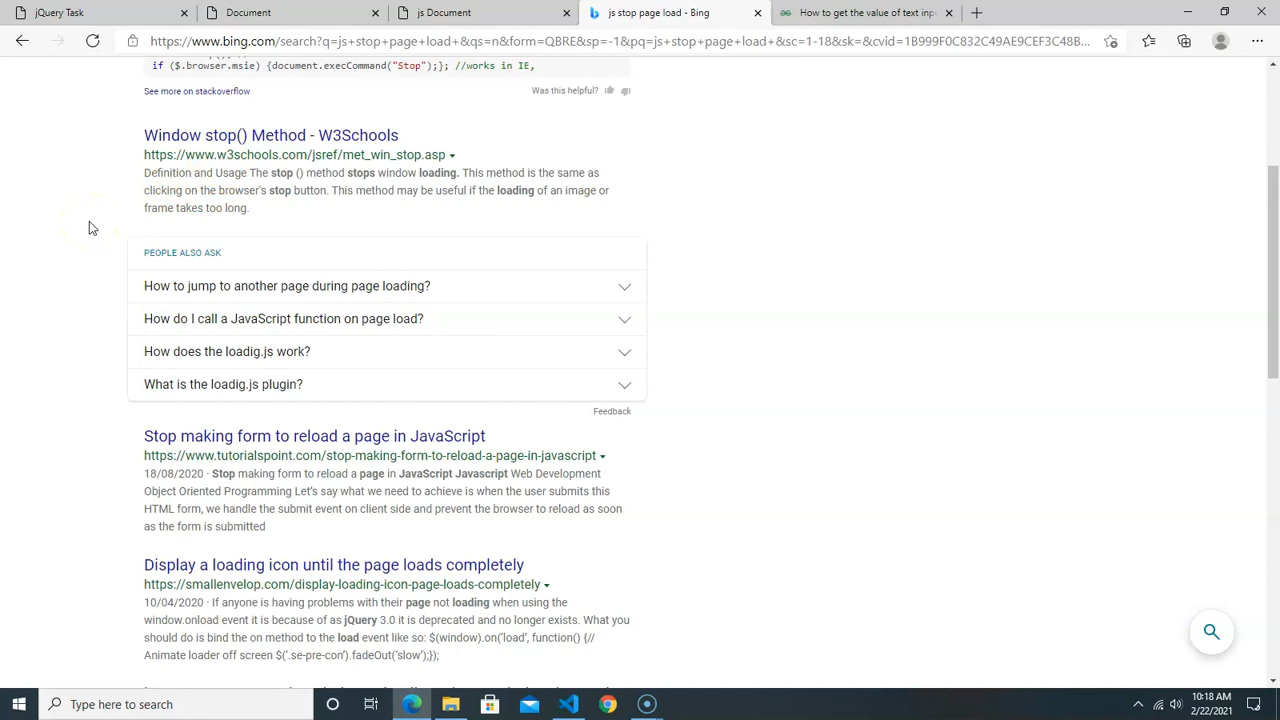 jQuery Task
Document
js Document
js stop page load - Bing
How to get the value of text inpu
https://www.bing.com/search?q=js+stop+page+load+&qs=n&form=QBRE&sp=-1&pq=js+stop+page+load+&sc=1-18&sk=&cvid=1B999F0C832C49AE9CEF3C48B...
if ($.browser.msie) {document.execCommand("Stop");}; //works in IE,
See more on stackoverflow
Was this helpful?
Window stop() Method - W3Schools
https://www.w3schools.com/jsref/met_win_stop.asp
Definition and Usage The stop () method stops window loading. This method is the same as
clicking on the browser's stop button. This method may be useful if the loading of an image or
frame takes too long.
PEOPLE ALSO ASK
How to jump to another page during page loading?
How do I call a JavaScript function on page load?
How does the loadig.js work?
What is the loadig.js plugin?
Feedback
Stop making form to reload a page in JavaScript
https://www.tutorialspoint.com/stop-making-form-to-reload-a-page-in-javascript
18/08/2020 · Stop making form to reload a page in JavaScript Javascript Web Development
Object Oriented Programming Let's say what we need to achieve is when the user submits this
HTML form, we handle the submit event on client side and prevent the browser to reload as soon
as the form is submitted
Display a loading icon until the page loads completely
https://smallenvelop.com/display-loading-icon-page-loads-completely
10/04/2020 · If anyone is having problems with their page not loading when using the
window.onload event it is because of as jQuery 3.0 it is deprecated and no longer exists. What you
should do is bind the on method to the load event like so: $(window).on('load', function() {//
Animate loader off screen $('.se-pre-con').fadeOut('slow');});
Type here to search
10:18 AM
2/22/2021